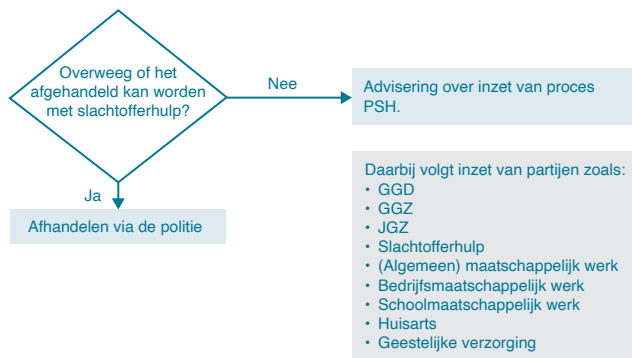 Overweeg of het
afgehandeld kan worden
met slachtofferhulp?
Nee
Advisering over inzet van proces
PSH.
Ja
Afhandelen via de politie
Daarbij volgt inzet van partijen zoals:
• GGD
• GGZ
• JGZ
• Slachtofferhulp
• (Algemeen) maatschappelijk werk
• Bedrijfsmaatschappelijk werk
• Schoolmaatschappelijk werk
• Huisarts
• Geestelijke verzorging